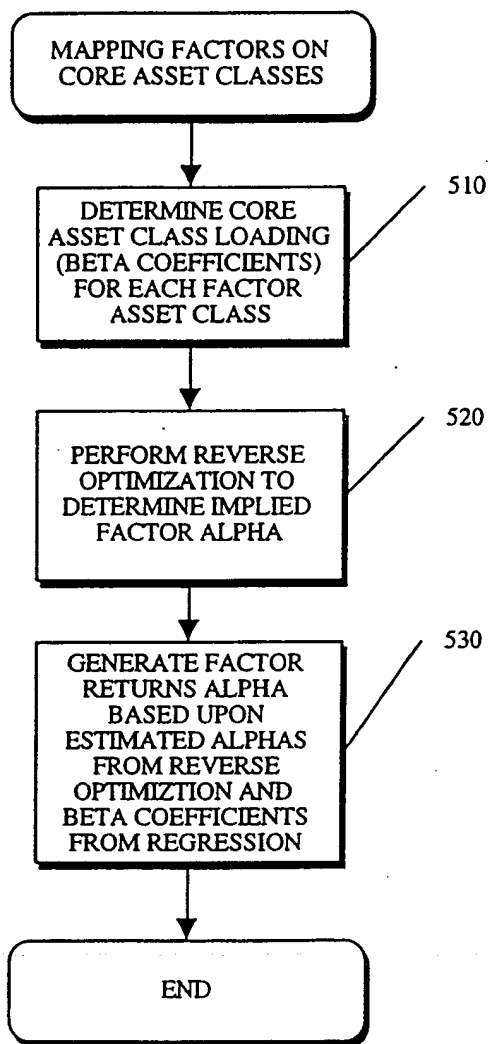 MAPPING FACTORS ON
CORE ASSET CLASSES
510
DETERMINE CORE
ASSET CLASS LOADING
(BETA COEFFICIENTS)
FOR EACH FACTOR
ASSET CLASS
520
PERFORM REVERSE
OPTIMIZATION TO
DETERMINE IMPLIED
FACTOR ALPHA
530
GENERATE FACTOR
RETURNS ALPHA
BASED UPON
ESTIMATED ALPHAS
FROM REVERSE
OPTIMIZTION AND
BETA COEFFICIENTS
FROM REGRESSION
END